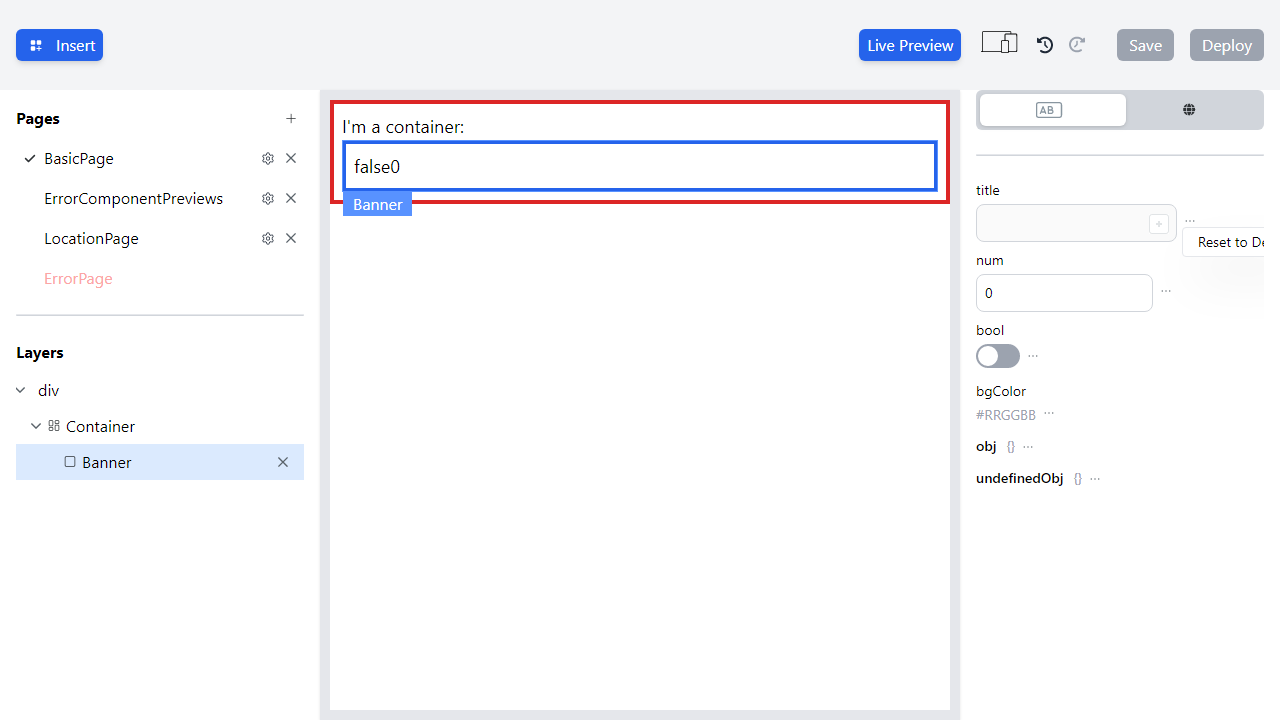 Insert
Live Preview
Save
Deploy
Pages
BasicPage
ErrorComponentPreviews
LocationPage
ErrorPage
Layers
div
Container
Banner
I'm a container:
false0
Banner
AB
title
Reset to De
num
0
bool
bgColor
#RRGGBB
obj {}
undefinedObj {}